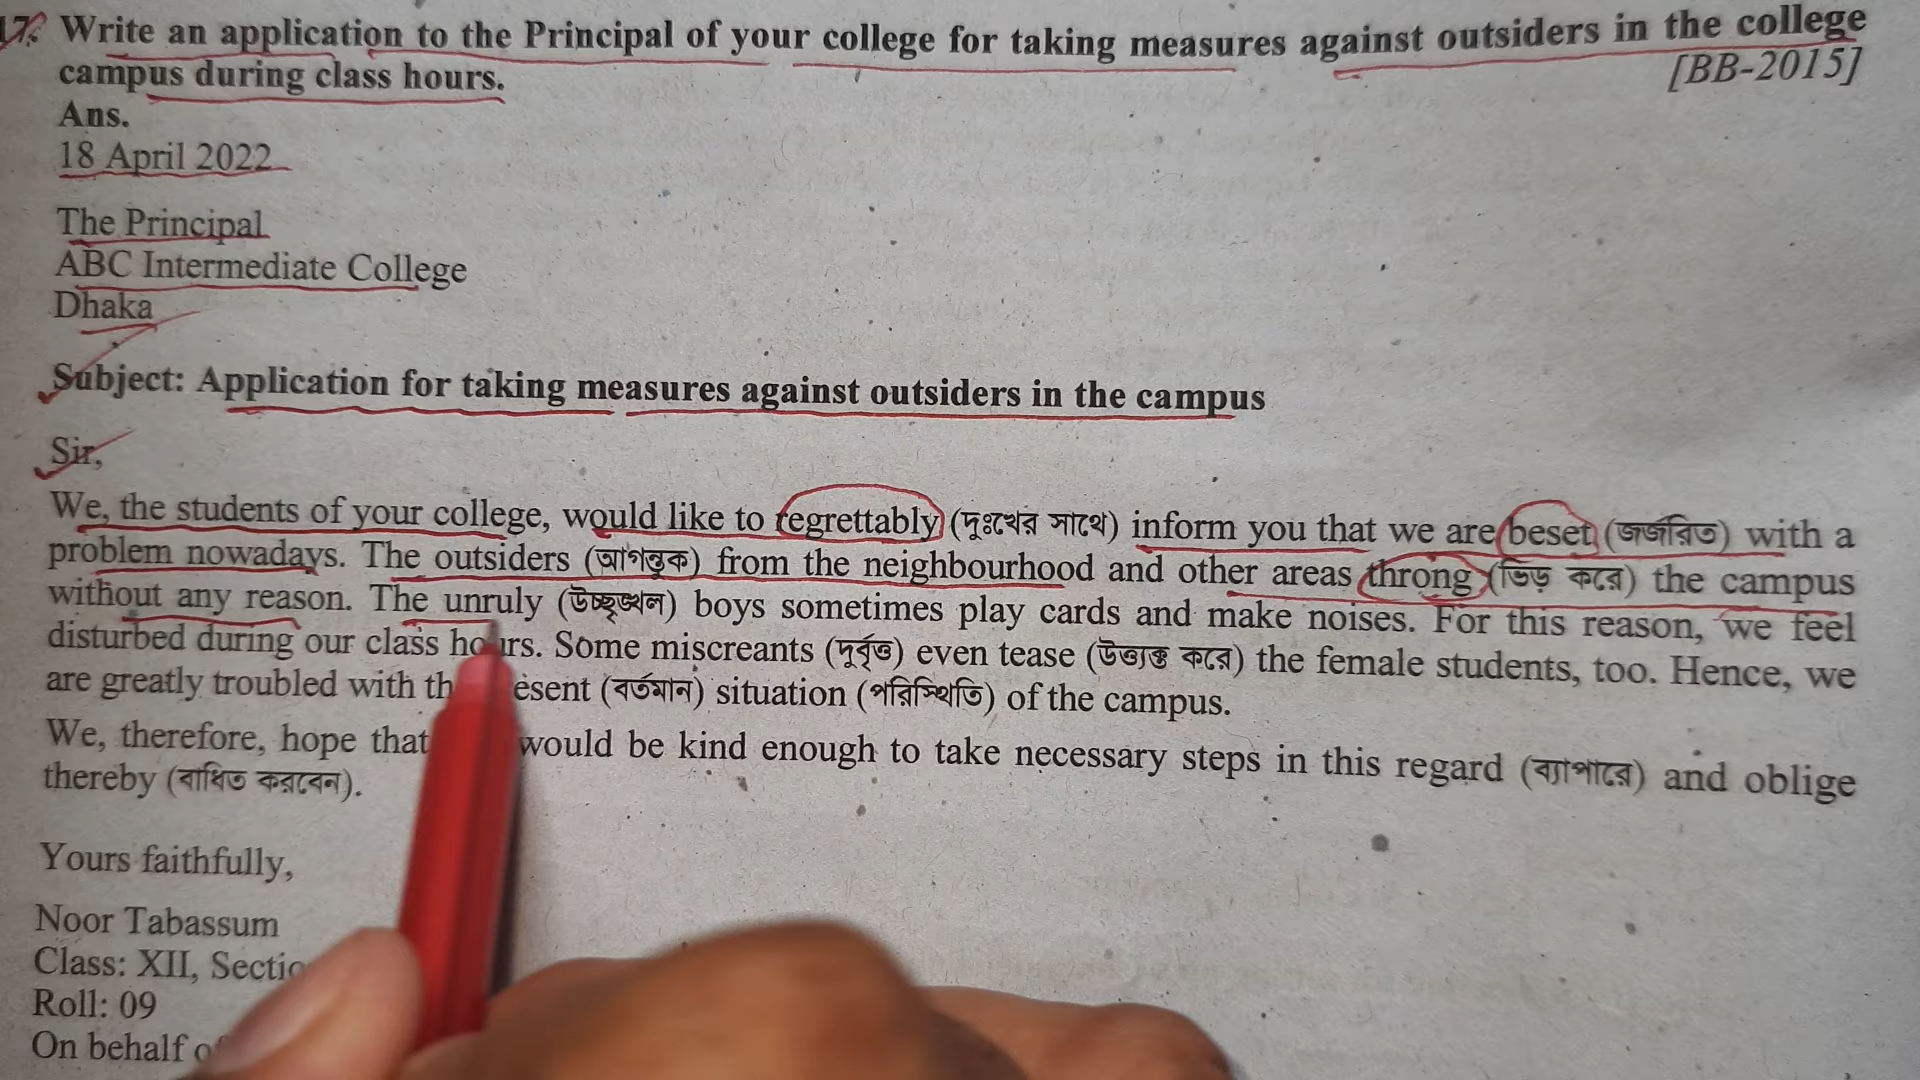 17. Write an application to the Principal of your college for taking measures against outsiders in the college
campus during class hours. [BB-2015]
Ans.
18 April 2022
The Principal
ABC Intermediate College
Dhaka
Subject: Application for taking measures against outsiders in the campus
Sir,
We, the students of your college, would like to regrettably (দুঃখের সাথে) inform you that we are beset (জর্জরিত) with a
problem nowadays. The outsiders (আগন্তুক) from the neighbourhood and other areas throng (ভিড় করে) the campus
without any reason. The unruly (উচ্ছৃঙ্খল) boys sometimes play cards and make noises. For this reason, we feel
disturbed during our class hours. Some miscreants (দুর্বৃত্ত) even tease (উত্যক্ত করে) the female students, too. Hence, we
are greatly troubled with (বর্তমান) situation (পরিস্থিতি) of the campus.
We, therefore, hope that would be kind enough to take necessary steps in this regard (ব্যাপারে) and oblige
thereby (বাধিত করবেন).
Yours faithfully,
Noor Tabassum
Class: XII,
Roll: 09
On behalf